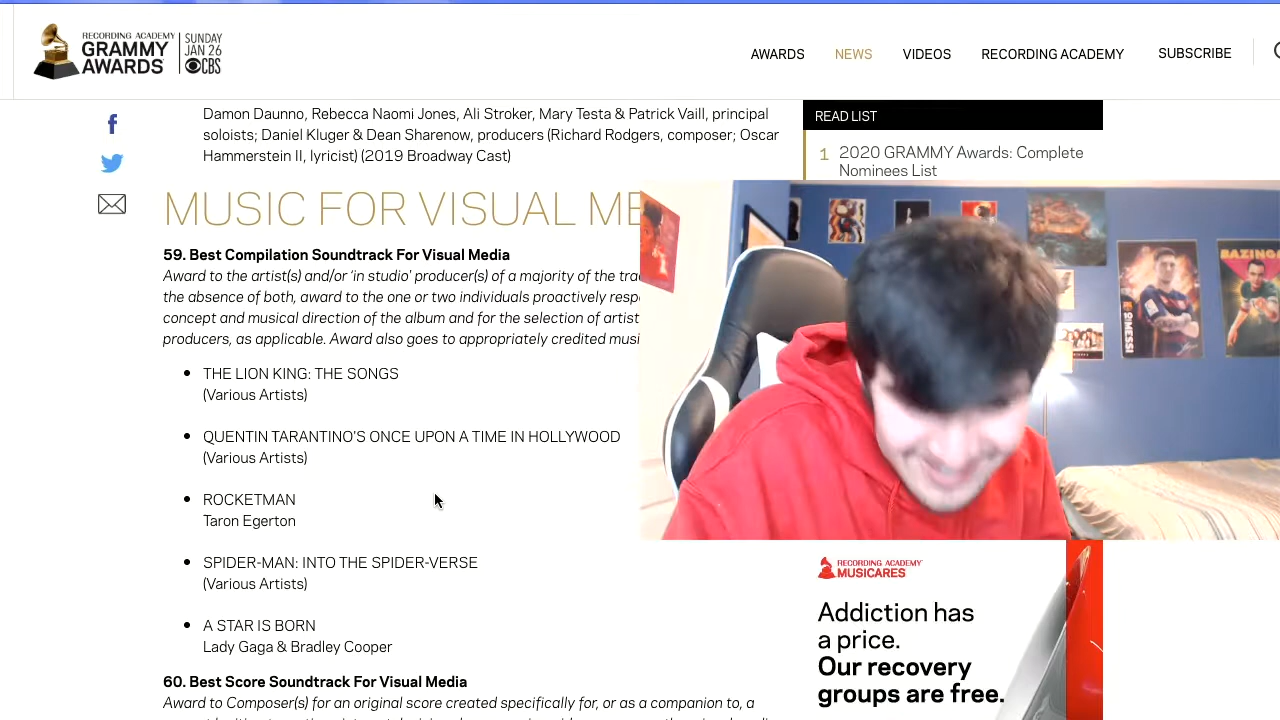 RECORDING ACADEMY
GRAMMY
AWARDS
SUNDAY
JAN 26
CBS
AWARDS
NEWS
VIDEOS
RECORDING ACADEMY
SUBSCRIBE
Damon Daunno, Rebecca Naomi Jones, Ali Stroker, Mary Testa & Patrick Vaill, principal
soloists; Daniel Kluger & Dean Sharenow, producers (Richard Rodgers, composer; Oscar
Hammerstein II, lyricist) (2019 Broadway Cast)
READ LIST
1 2020 GRAMMY Awards: Complete
Nominees List
MUSIC FOR VISUAL ME
59. Best Compilation Soundtrack For Visual Media
Award to the artist(s) and/or 'in studio' producer(s) of a majority of the tra
the absence of both, award to the one or two individuals proactively resp
concept and musical direction of the album and for the selection of artist
producers, as applicable. Award also goes to appropriately credited musi
THE LION KING: THE SONGS
(Various Artists)
QUENTIN TARANTINO'S ONCE UPON A TIME IN HOLLYWOOD
(Various Artists)
ROCKETMAN
Taron Egerton
SPIDER-MAN: INTO THE SPIDER-VERSE
(Various Artists)
A STAR IS BORN
Lady Gaga & Bradley Cooper
60. Best Score Soundtrack For Visual Media
Award to Composer(s) for an original score created specifically for, or as a companion to, a
10 MESSI
BAZINGA
RECORDING ACADEMY
MUSICARES
Addiction has
a price.
Our recovery
groups are free.